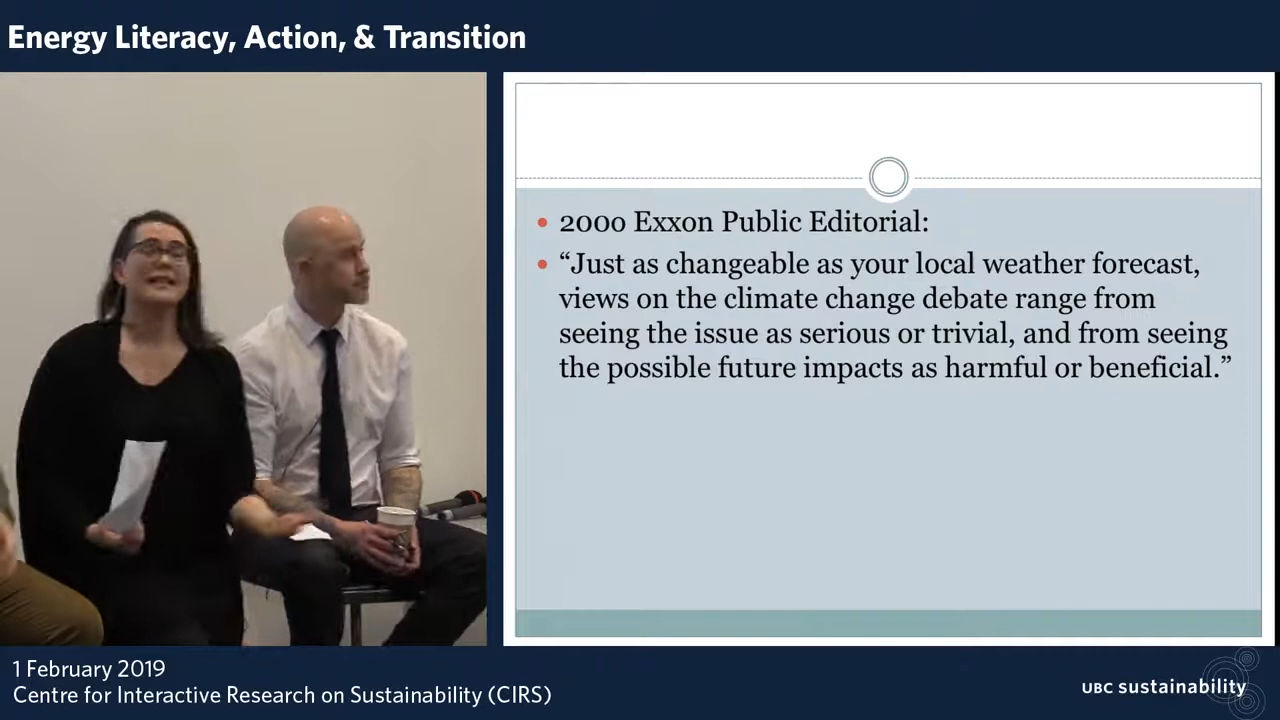 Energy Literacy, Action, & Transition
2000 Exxon Public Editorial:
“Just as changeable as your local weather forecast,
views on the climate change debate range from
seeing the issue as serious or trivial, and from seeing
the possible future impacts as harmful or beneficial.”
1 February 2019
Centre for Interactive Research on Sustainability (CIRS)
UBC sustainability